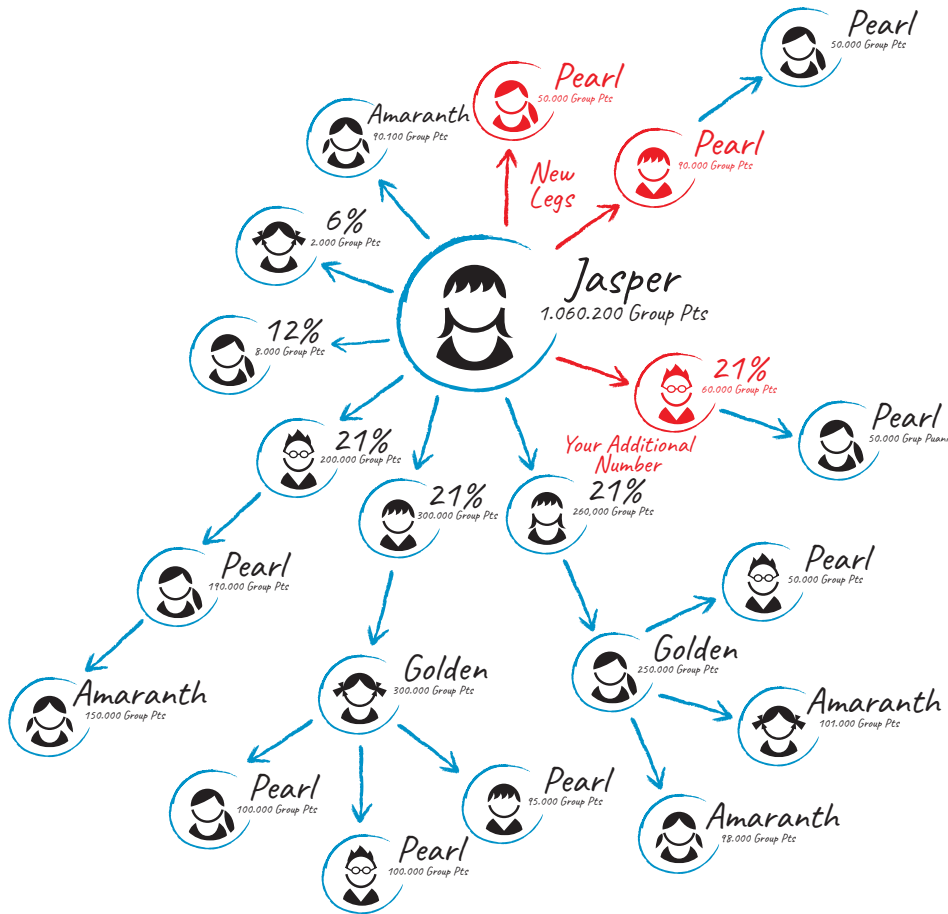 Pearl
50.000 Group Pts
Pearl
50.000 Group Pts
Amaranth
90.100 Group Pts
Pearl
90.000 Group Pts
New
Legs
6%
2.000 Group Pts
Jasper
1.060.200 Group Pts
12%
8.000 Group Pts
21%
60.000 Group Pts
Pearl
50.000 Grup Puanı
21%
200.000 Group Pts
Your Additional
Number
21%
300.000 Group Pts
21%
260,000 Group Pts
Pearl
190.000 Group Pts
Pearl
50.000 Group Pts
Golden
250.000 Group Pts
Golden
300.000 Group Pts
Amaranth
150.000 Group Pts
Amaranth
101.000 Group Pts
Pearl
100.000 Group Pts
Pearl
95.000 Group Pts
Amaranth
98.000 Group Pts
Pearl
100.000 Group Pts